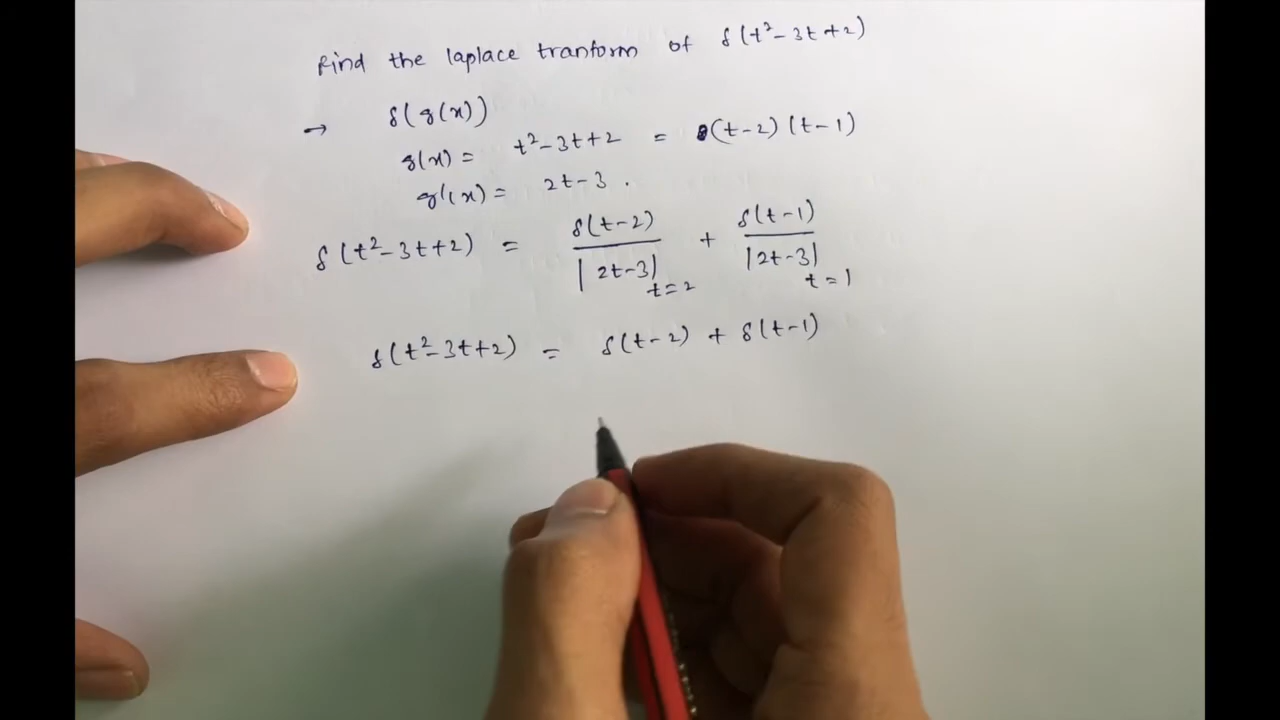 Find the laplace tranform of δ(t²-3t+2)
→ δ(g(x))
g(x) = t²-3t+2 = (t-2)(t-1)
g'(x) = 2t-3.
δ(t²-3t+2) = δ(t-2)/|2t-3| t=2 + δ(t-1)/|2t-3| t=1
δ(t²-3t+2) = δ(t-2) + δ(t-1)